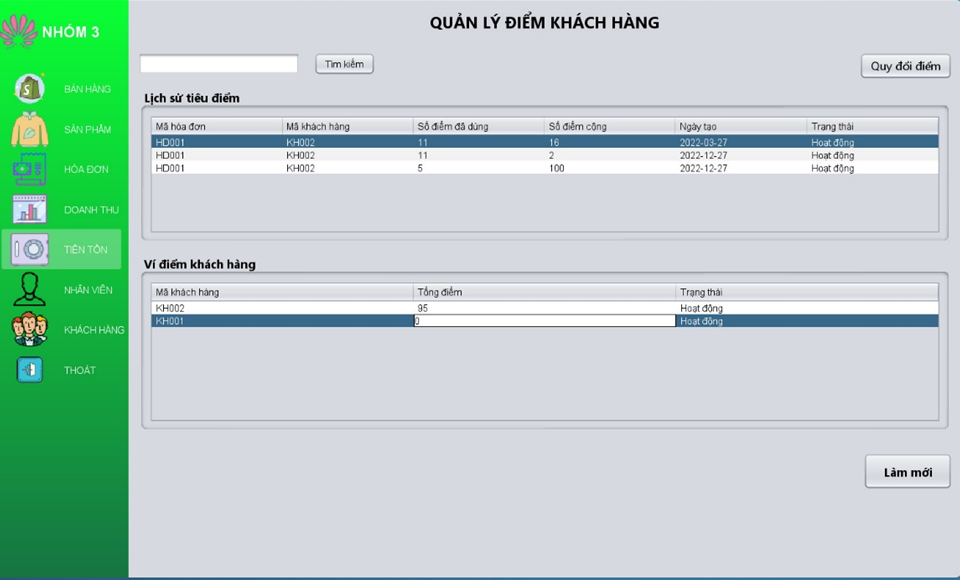 NHÓM 3
BÁN HÀNG
SẢN PHẨM
HÓA ĐƠN
DOANH THU
TIỀN TỒN
NHÂN VIÊN
KHÁCH HÀNG
THOÁT
QUẢN LÝ ĐIỂM KHÁCH HÀNG
Tìm kiếm
Quy đổi điểm
Lịch sử tiêu điểm
Mã hóa đơn Mã khách hàng Số điểm đã dùng Số điểm cộng Ngày tạo Trạng thái
HD001 KH002 11 16 2022-03-27 Hoạt động
HD001 KH002 11 2 2022-12-27 Hoạt động
HD001 KH002 5 100 2022-12-27 Hoạt động
Ví điểm khách hàng
Mã khách hàng Tổng điểm Trạng thái
KH002 95 Hoạt động
KH001 0 Hoạt động
Làm mới